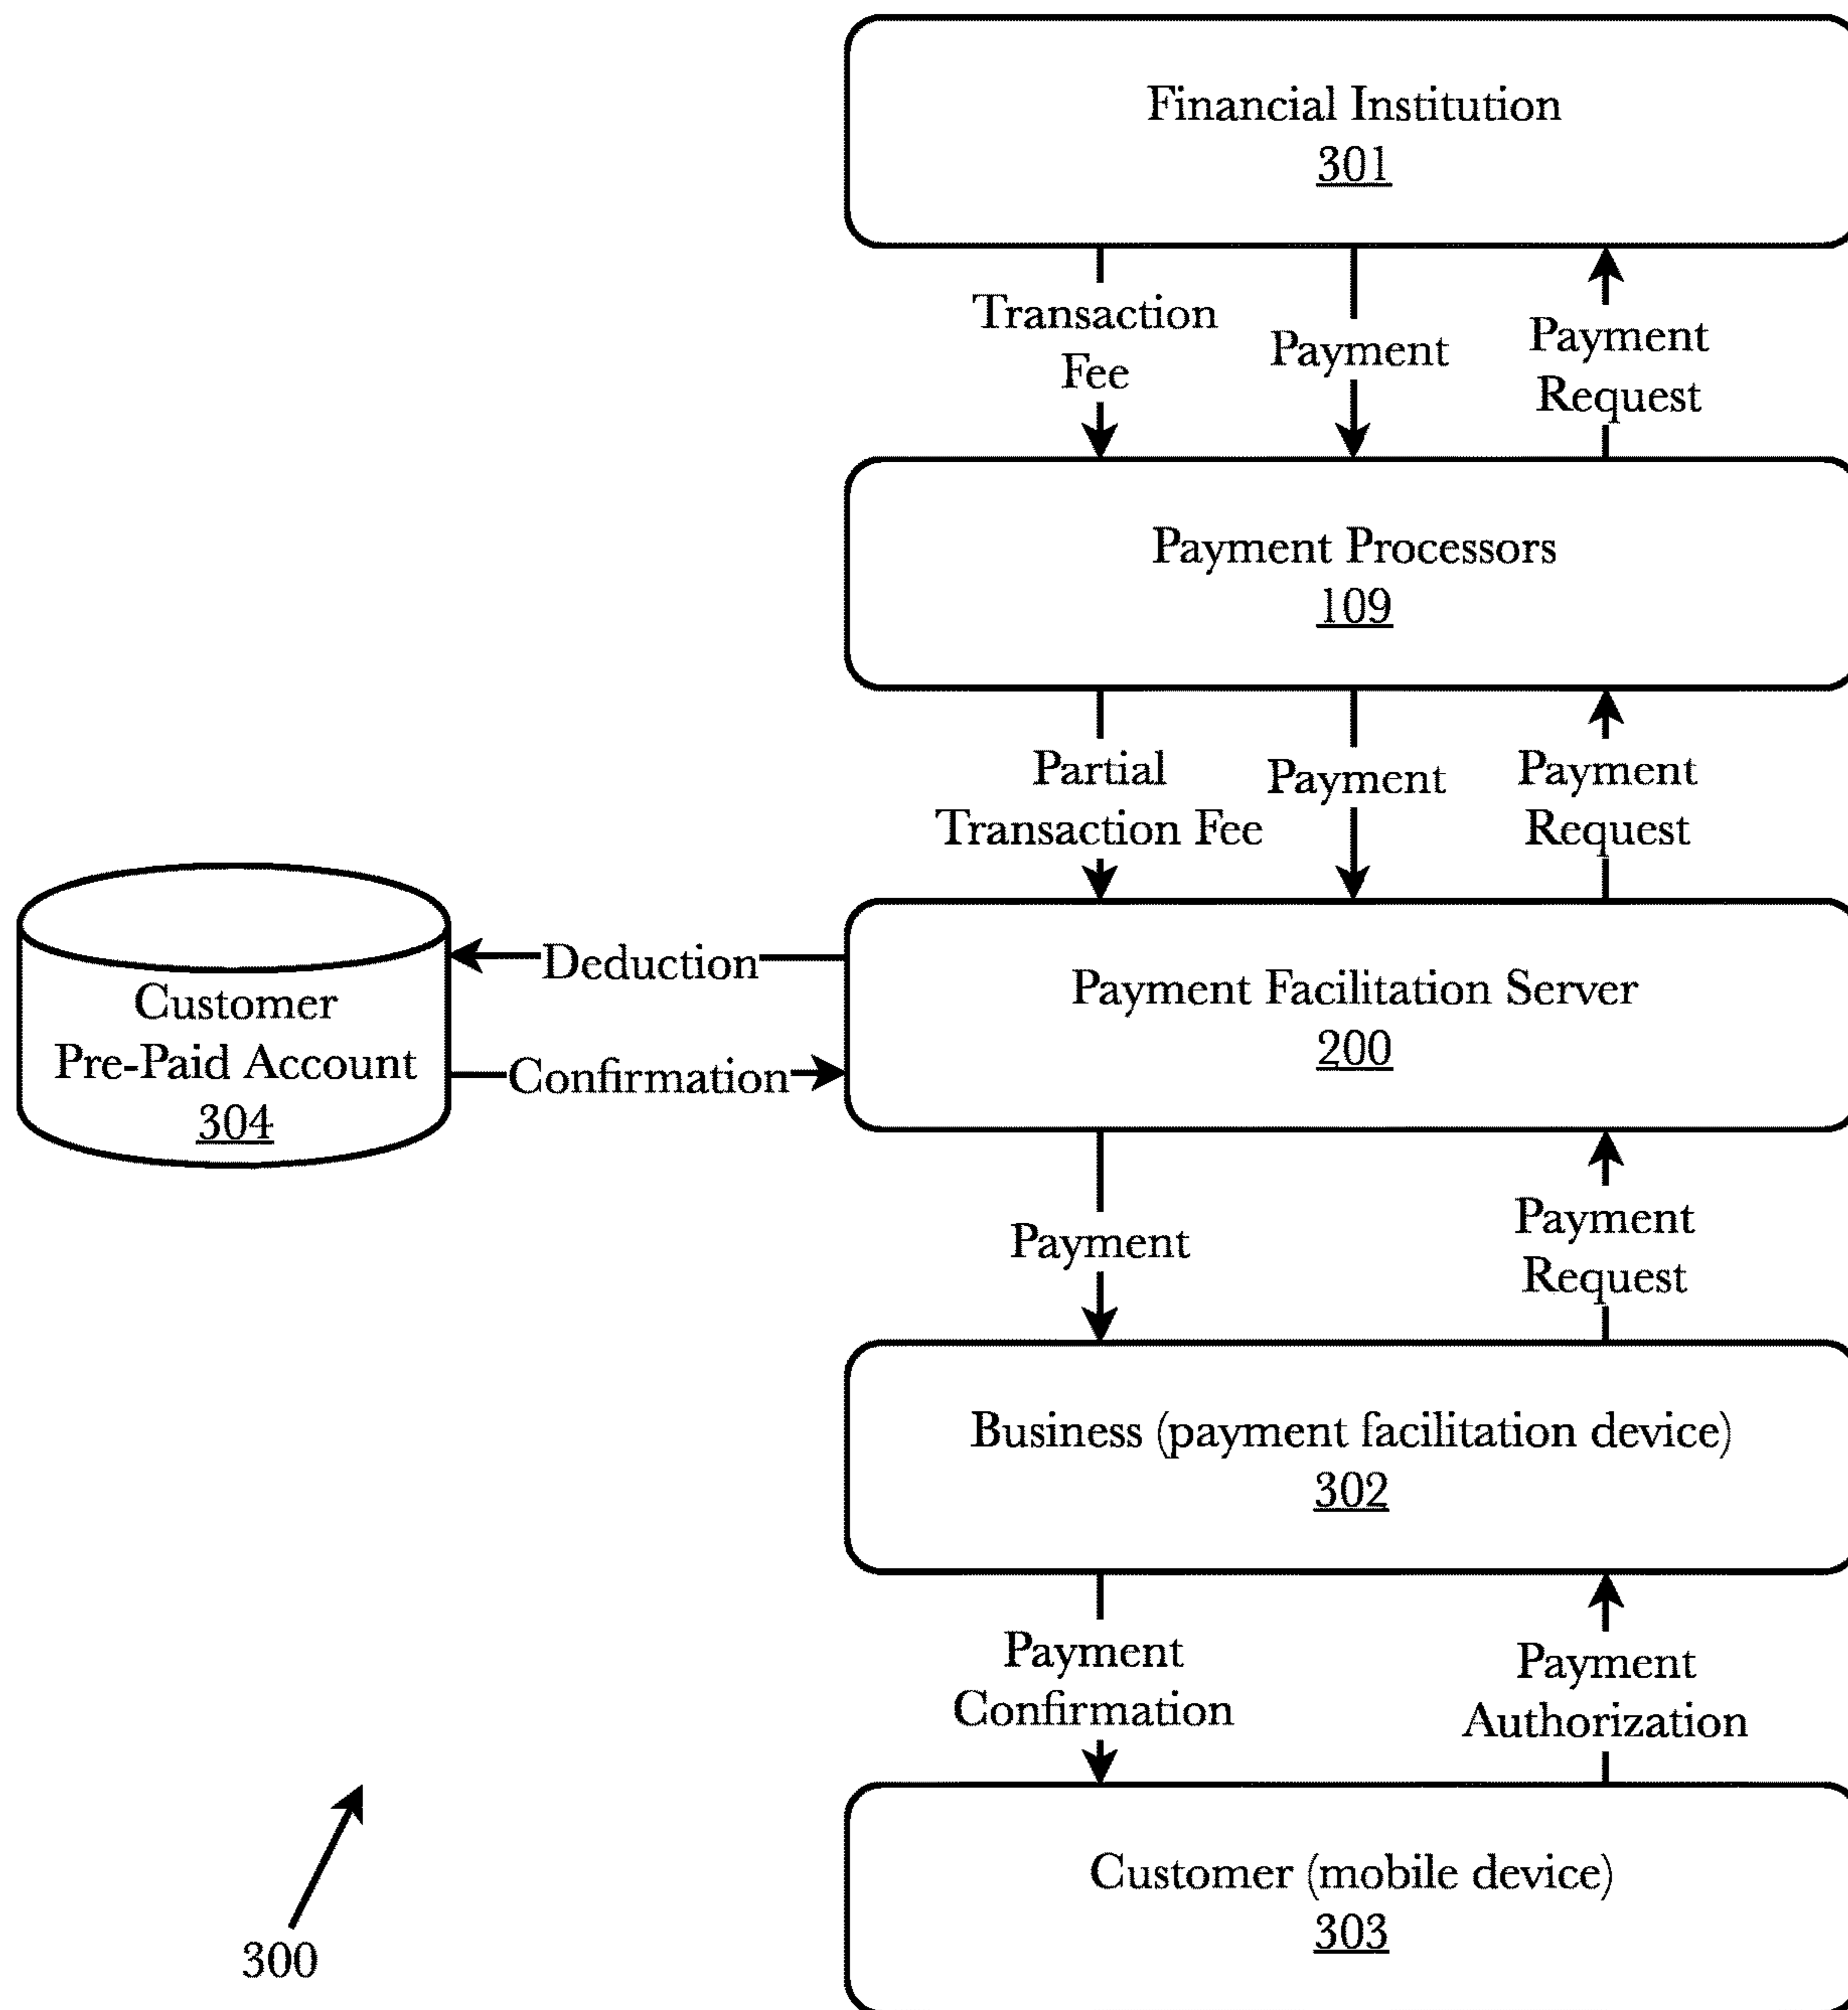 Financial Institution
301
Transaction
Fee
Payment
Payment
Request
Payment Processors
109
Partial
Transaction Fee
Payment
Payment
Request
Customer
Pre-Paid Account
304
Deduction
Confirmation
Payment Facilitation Server
200
Payment
Payment
Request
Business (payment facilitation device)
302
Payment
Confirmation
Payment
Authorization
Customer (mobile device)
303
300